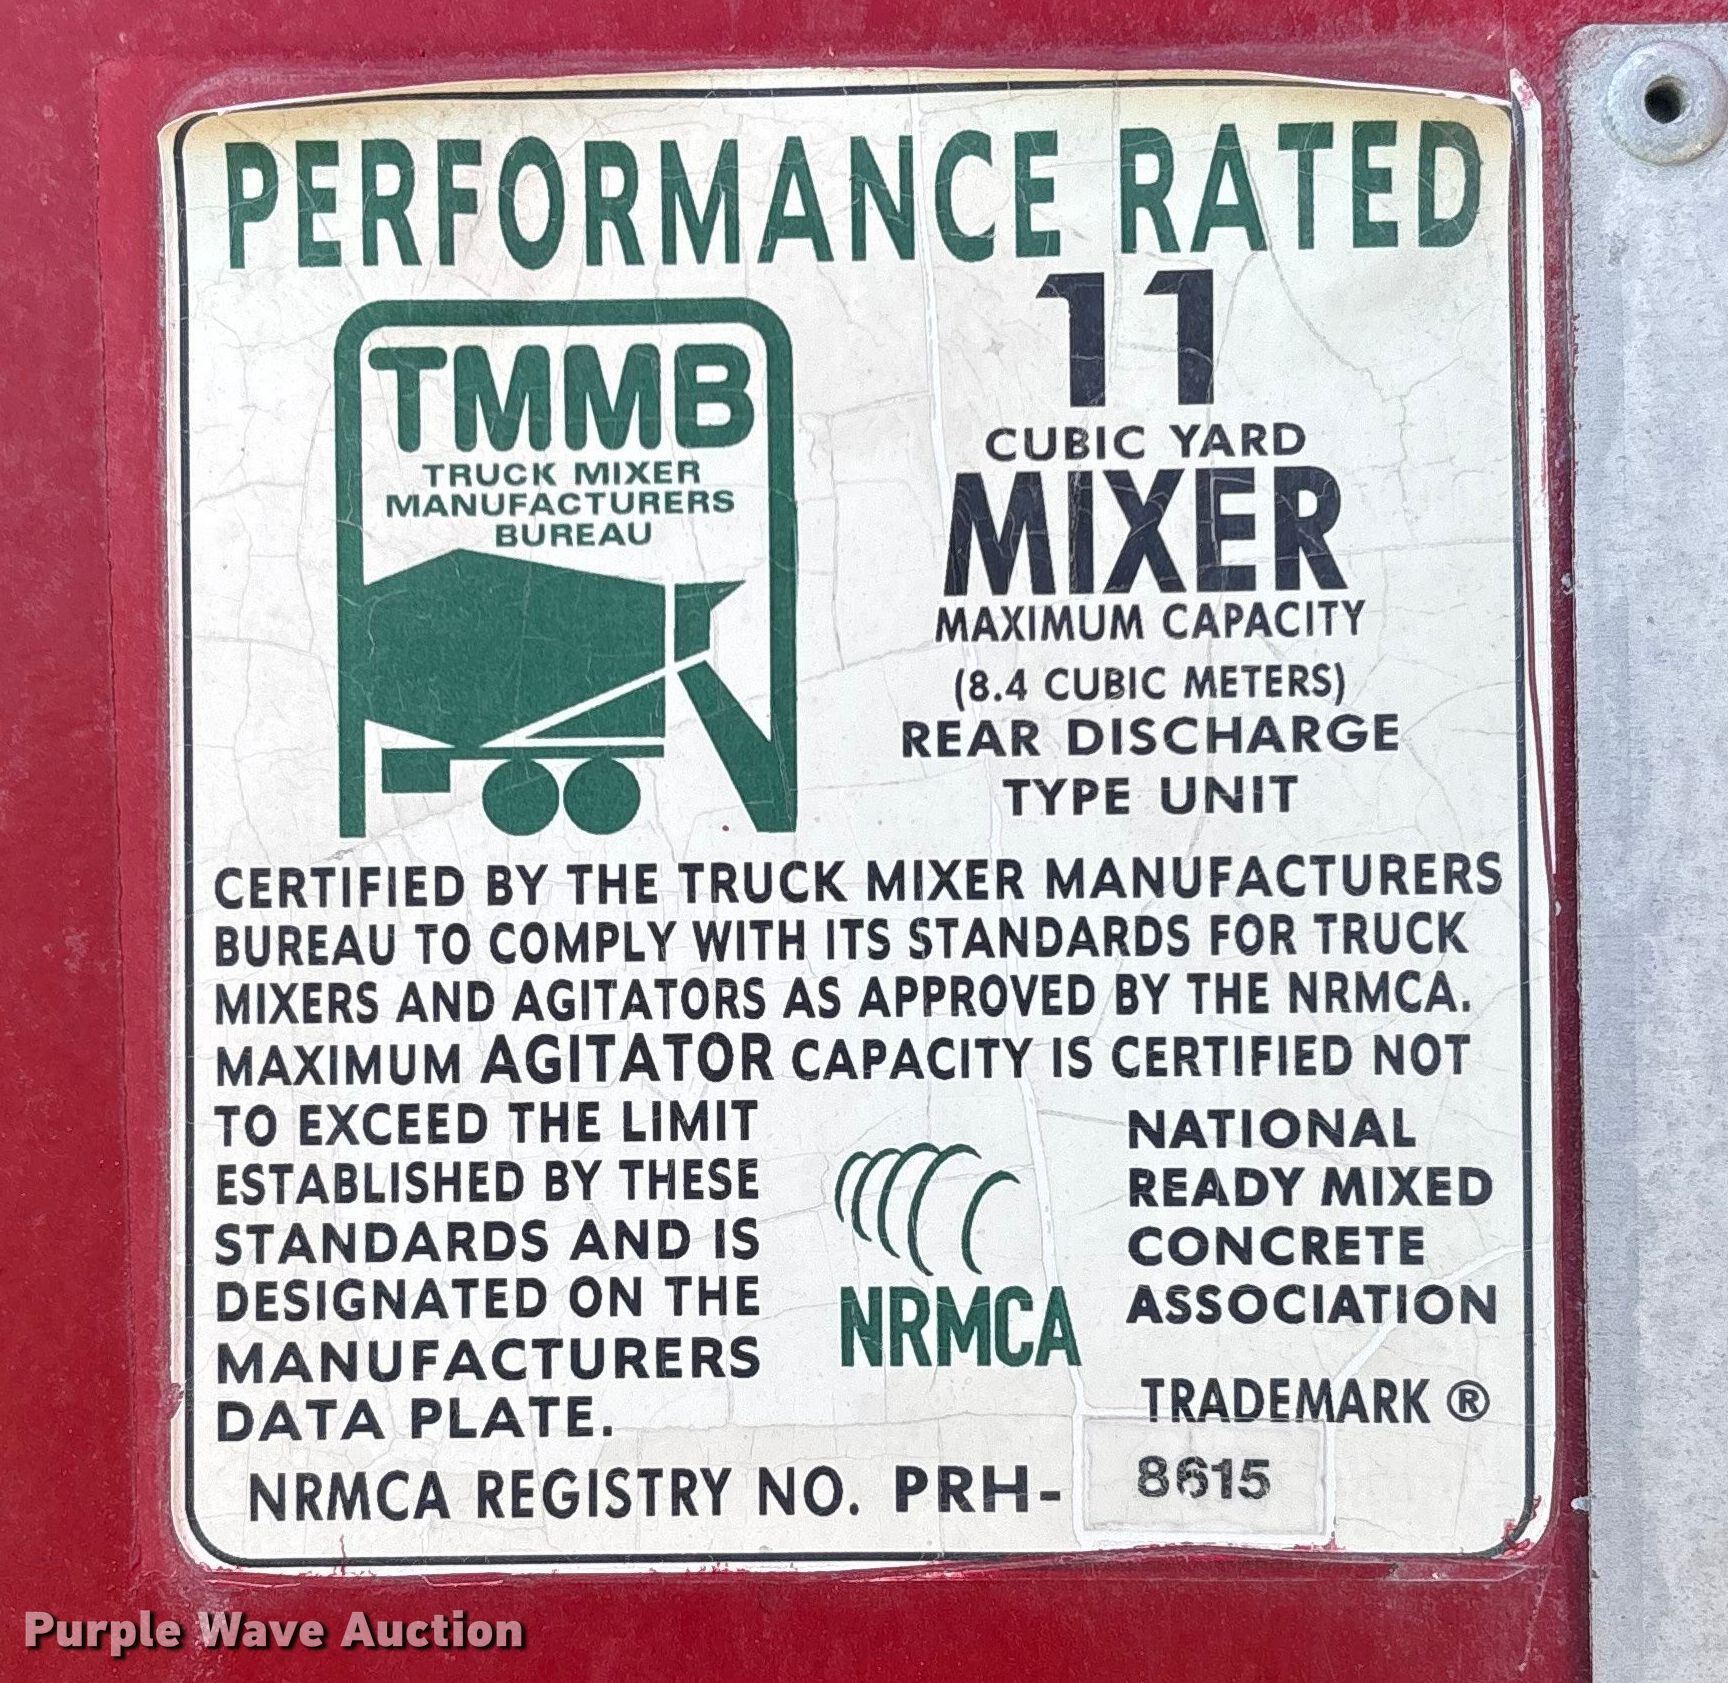 PERFORMANCE RATED
TMMB
TRUCK MIXER
MANUFACTURERS
BUREAU
11
CUBIC YARD
MIXER
MAXIMUM CAPACITY
(8.4 CUBIC METERS)
REAR DISCHARGE
TYPE UNIT
CERTIFIED BY THE TRUCK MIXER MANUFACTURERS
BUREAU TO COMPLY WITH ITS STANDARDS FOR TRUCK
MIXERS AND AGITATORS AS APPROVED BY THE NRMCA.
MAXIMUM AGITATOR CAPACITY IS CERTIFIED NOT
TO EXCEED THE LIMIT
ESTABLISHED BY THESE
STANDARDS AND IS
DESIGNATED ON THE
MANUFACTURERS
DATA PLATE.
NRMCA
NATIONAL
READY MIXED
CONCRETE
ASSOCIATION
TRADEMARK ®
NRMCA REGISTRY NO. PRH- 8615
Purple Wave Auction